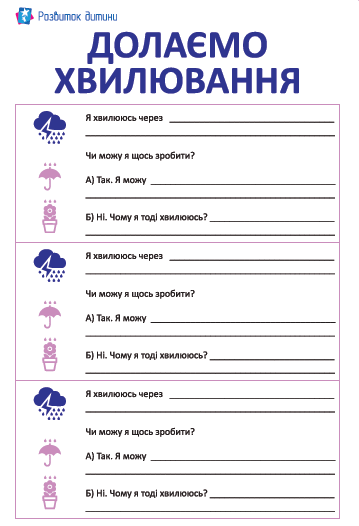 Розвиток дитини
ДОЛАЄМО
ХВИЛЮВАННЯ
Я хвилююсь через
Чи можу я щось зробити?
А) Так. Я можу
Б) Ні. Чому я тоді хвилююсь?
Я хвилююсь через
Чи можу я щось зробити?
А) Так. Я можу
Б) Ні. Чому я тоді хвилююсь?
Я хвилююсь через
Чи можу я щось зробити?
А) Так. Я можу
Б) Ні. Чому я тоді хвилююсь?